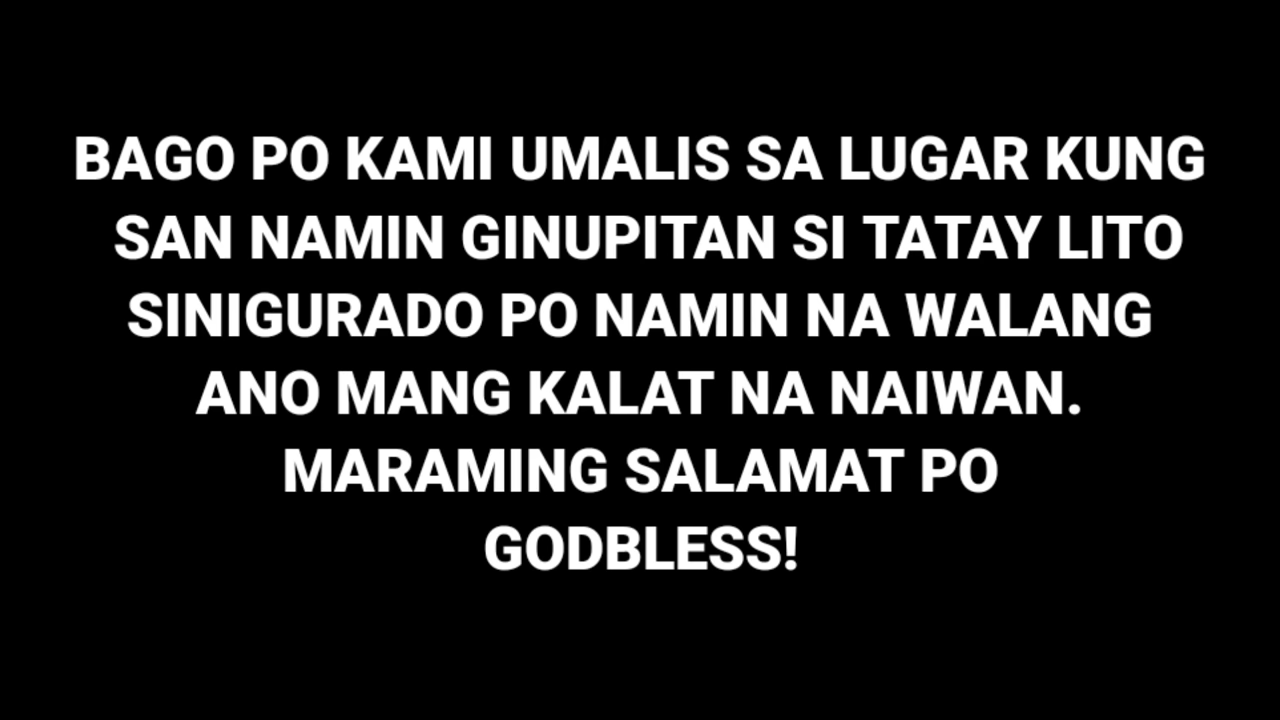 BAGO PO KAMI UMALIS SA LUGAR KUNG
SAN NAMIN GINUPITAN SI TATAY LITO
SINIGURADO PO NAMIN NA WALANG
ANO MANG KALAT NA NAIWAN.
MARAMING SALAMAT PO
GODBLESS!